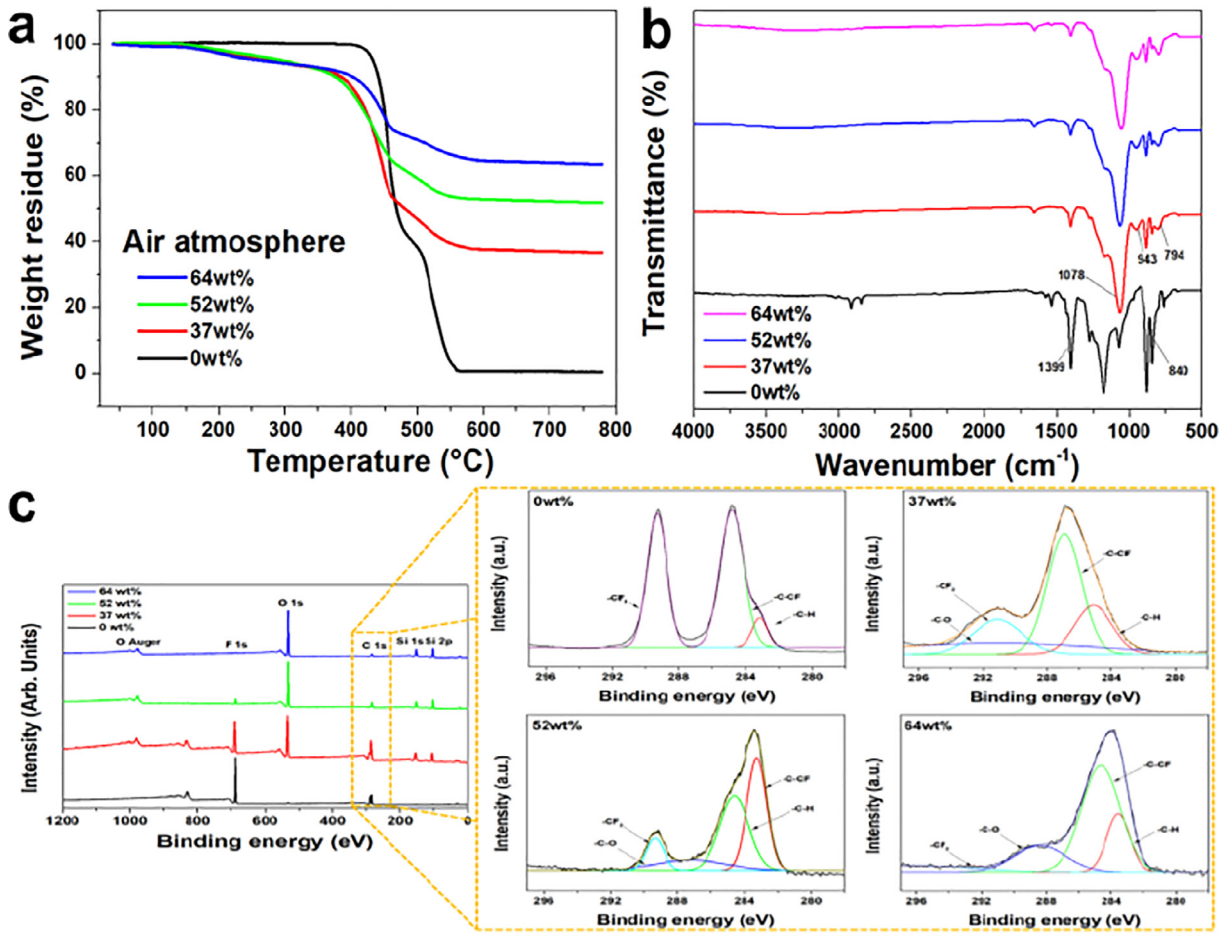 a
100
80
60
40
20
0
Weight residue (%)
Air atmosphere
64wt%
52wt%
37wt%
0wt%
100 200 300 400 500 600 700 800
Temperature (°C)
b
Transmittance (%)
943
794
1078
1399
840
64wt%
52wt%
37wt%
0wt%
4000 3500 3000 2500 2000 1500 1000 500
Wavenumber (cm-1)
c
Intensity (Arb. Units)
64 wt%
52 wt%
37 wt%
0 wt%
O Auger
F 1s
O 1s
C 1s
Si 1s
Si 2p
1200 1000 800 600 400 200 0
Binding energy (eV)
0wt%
Intensity (a.u.)
-CF2
-C-CF
-C-H
296 292 288 284 280
Binding energy (eV)
37wt%
Intensity (a.u.)
-CF2
-C-O
-C-CF
-C-H
296 292 288 284 280
Binding energy (eV)
52wt%
Intensity (a.u.)
-CF2
-C-O
-C-CF
-C-H
296 292 288 284 280
Binding energy (eV)
64wt%
Intensity (a.u.)
-CF2
-C-O
-C-CF
-C-H
296 292 288 284 280
Binding energy (eV)